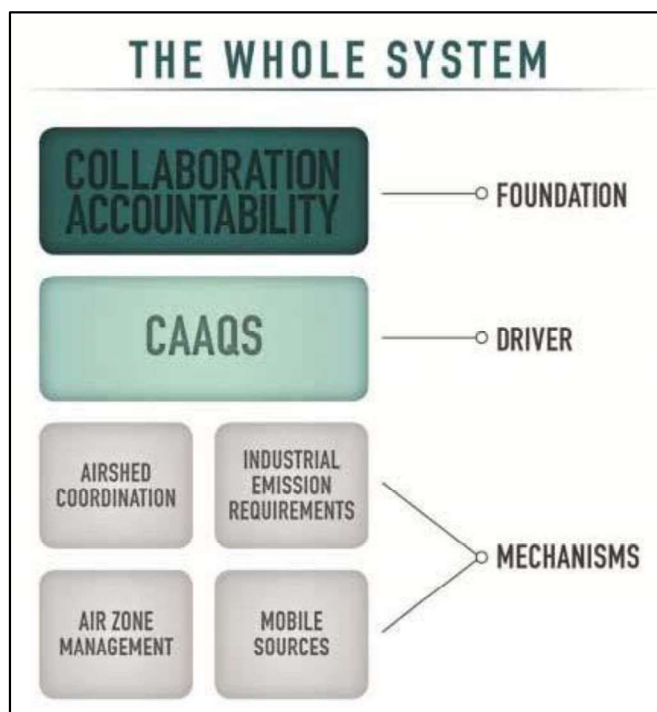 THE WHOLE SYSTEM
COLLABORATION
ACCOUNTABILITY
FOUNDATION
CAAQS
DRIVER
AIRSHED
COORDINATION
INDUSTRIAL
EMISSION
REQUIREMENTS
MECHANISMS
AIR ZONE
MANAGEMENT
MOBILE
SOURCES